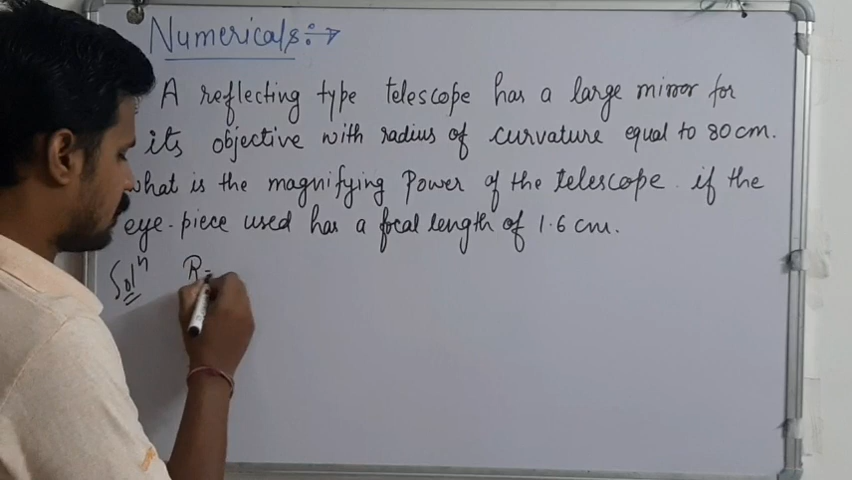 Numericals ÷→
A reflecting type telescope has a large mirror for
its objective with radius of curvature equal to 80 cm.
what is the magnifying Power of the telescope. if the
eye-piece used has a focal length of 1.6 cm.
Solⁿ R=